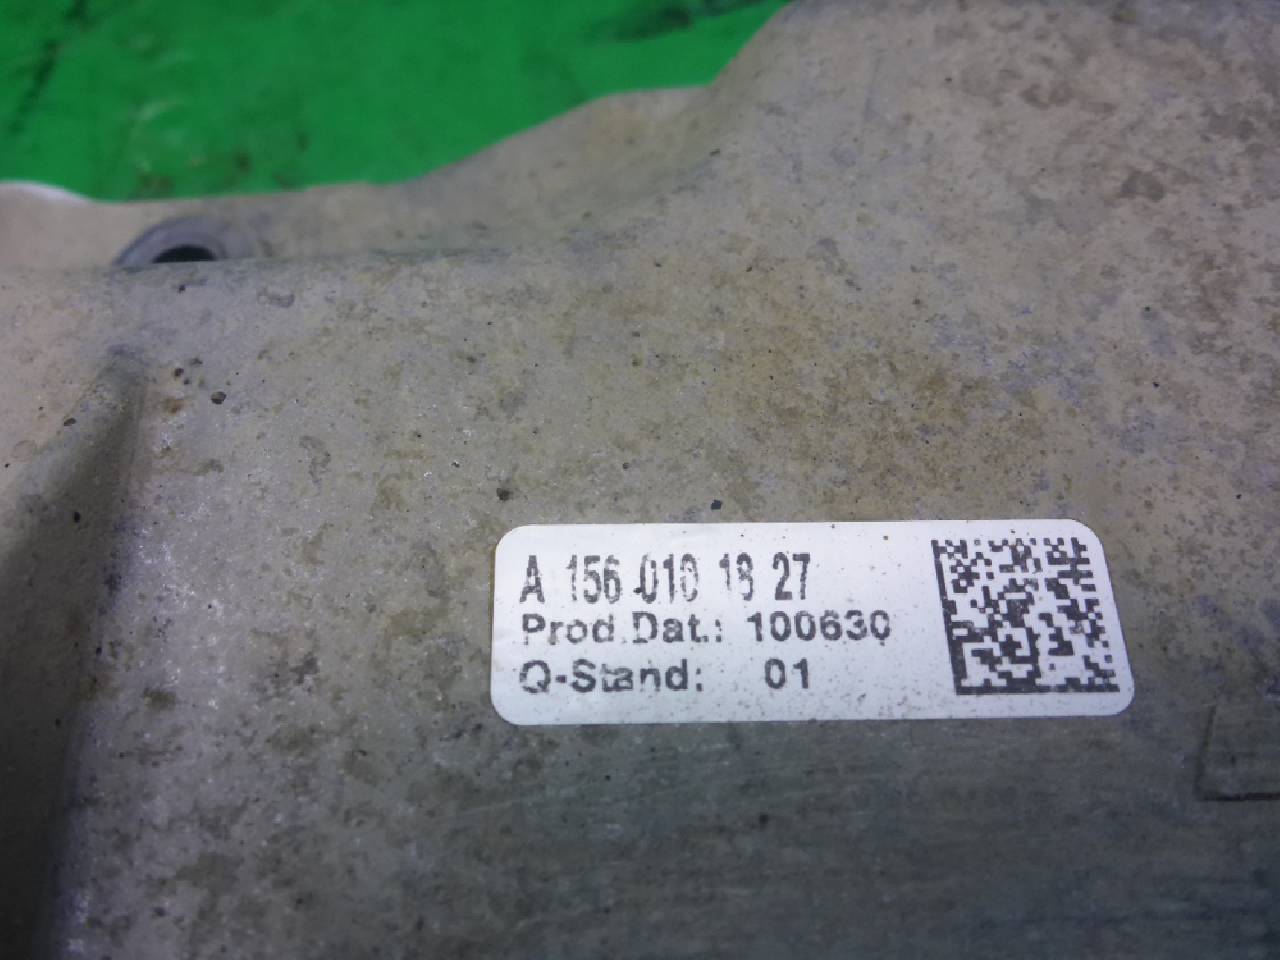 A 156 010 18 27
Prod.Dat.: 100630
Q-Stand: 01